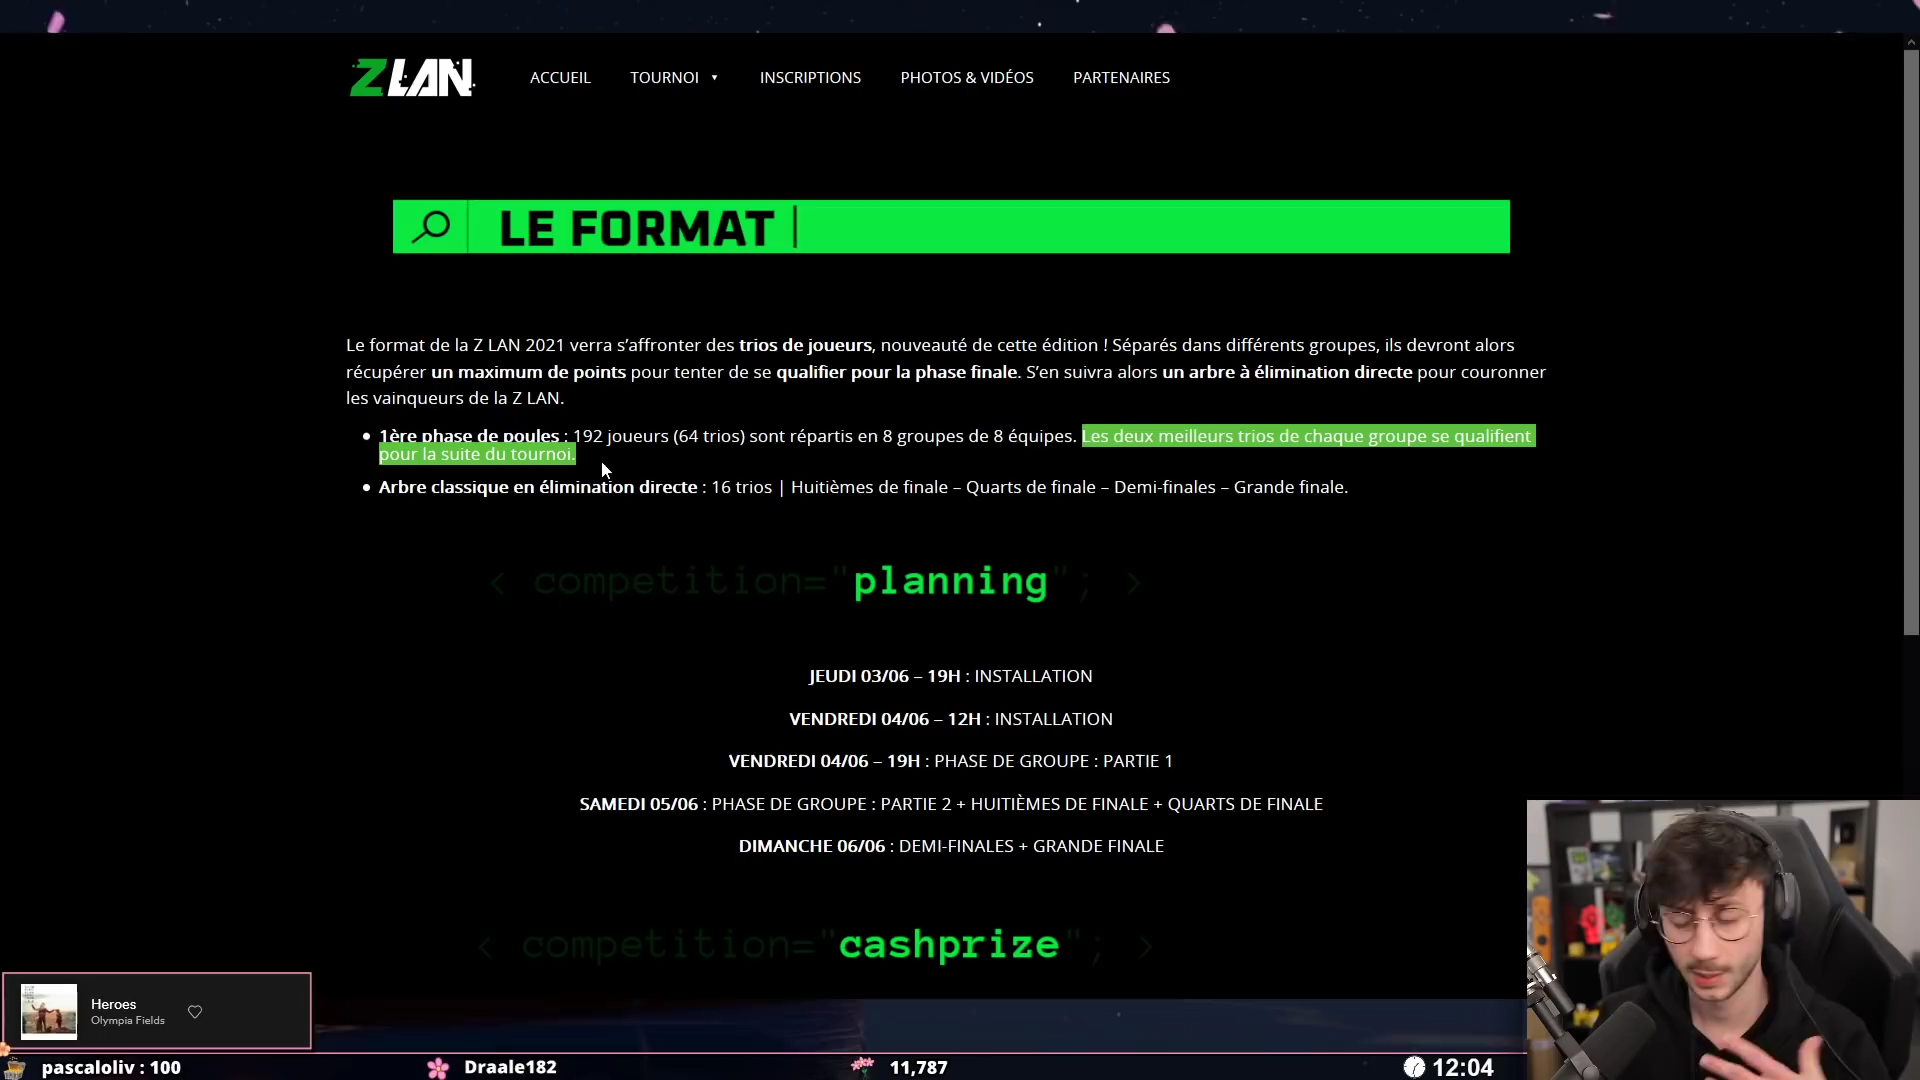 Z LAN
ACCUEIL TOURNOI ▾ INSCRIPTIONS PHOTOS & VIDÉOS PARTENAIRES
LE FORMAT |
Le format de la Z LAN 2021 verra s’affronter des trios de joueurs, nouveauté de cette édition ! Séparés dans différents groupes, ils devront alors
récupérer un maximum de points pour tenter de se qualifier pour la phase finale. S’en suivra alors un arbre à élimination directe pour couronner
les vainqueurs de la Z LAN.
• 1ère phase de poules : 192 joueurs (64 trios) sont répartis en 8 groupes de 8 équipes. Les deux meilleurs trios de chaque groupe se qualifient
pour la suite du tournoi.
• Arbre classique en élimination directe : 16 trios | Huitièmes de finale – Quarts de finale – Demi-finales – Grande finale.
< competition="planning"; >
JEUDI 03/06 – 19H : INSTALLATION
VENDREDI 04/06 – 12H : INSTALLATION
VENDREDI 04/06 – 19H : PHASE DE GROUPE : PARTIE 1
SAMEDI 05/06 : PHASE DE GROUPE : PARTIE 2 + HUITIÈMES DE FINALE + QUARTS DE FINALE
DIMANCHE 06/06 : DEMI-FINALES + GRANDE FINALE
< competition="cashprize"; >
Heroes
Olympia Fields
pascaloliv : 100 Draale182 11,787 12:04